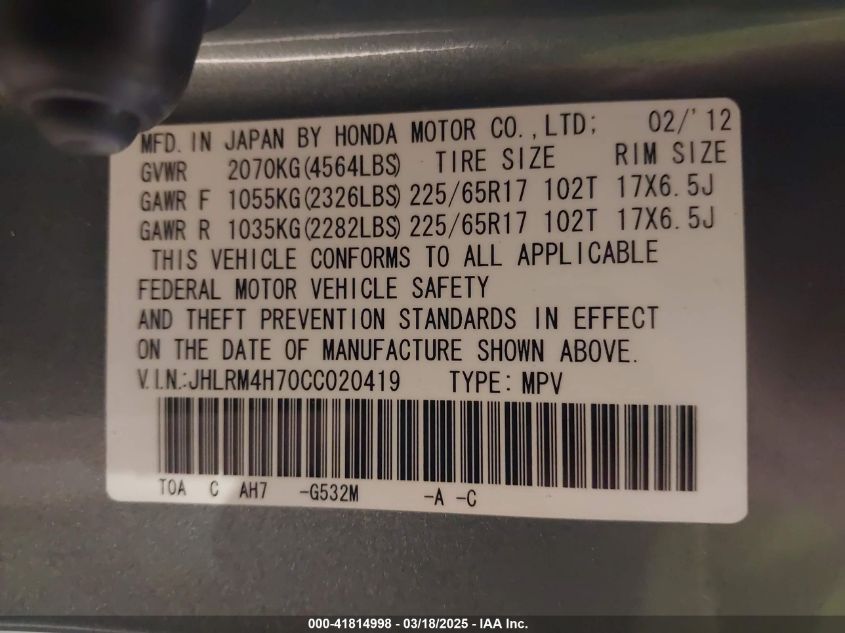 MFD. IN JAPAN BY HONDA MOTOR CO.,LTD; 02/'12
GVWR 2070KG(4564LBS) TIRE SIZE RIM SIZE
GAWR F 1055KG(2326LBS) 225/65R17 102T 17X6.5J
GAWR R 1035KG(2282LBS) 225/65R17 102T 17X6.5J
THIS VEHICLE CONFORMS TO ALL APPLICABLE
FEDERAL MOTOR VEHICLE SAFETY
AND THEFT PREVENTION STANDARDS IN EFFECT
ON THE DATE OF MANUFACTURE SHOWN ABOVE.
V.I.N.:JHLRM4H70CC020419 TYPE: MPV
TOA C AH7 -G532M -A -C
000-41814998 - 03/18/2025 - IAA Inc.